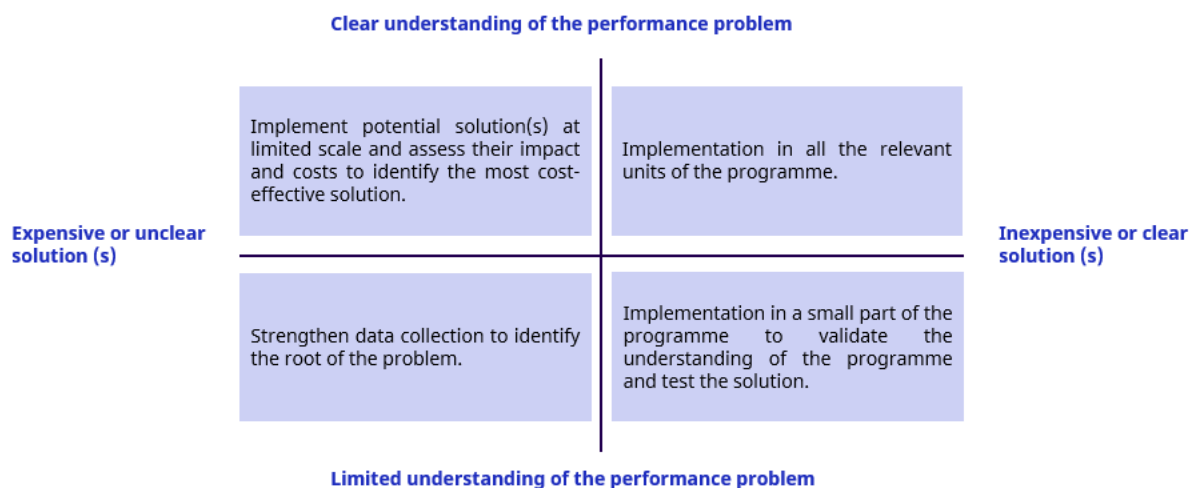 Clear understanding of the performance problem
Implement potential solution(s) at
limited scale and assess their impact
and costs to identify the most cost-
effective solution.
Implementation in all the relevant
units of the programme.
Expensive or unclear
solution (s)
Inexpensive or clear
solution (s)
Strengthen data collection to identify
the root of the problem.
Implementation in a small part of the
programme to validate the
understanding of the programme
and test the solution.
Limited understanding of the performance problem